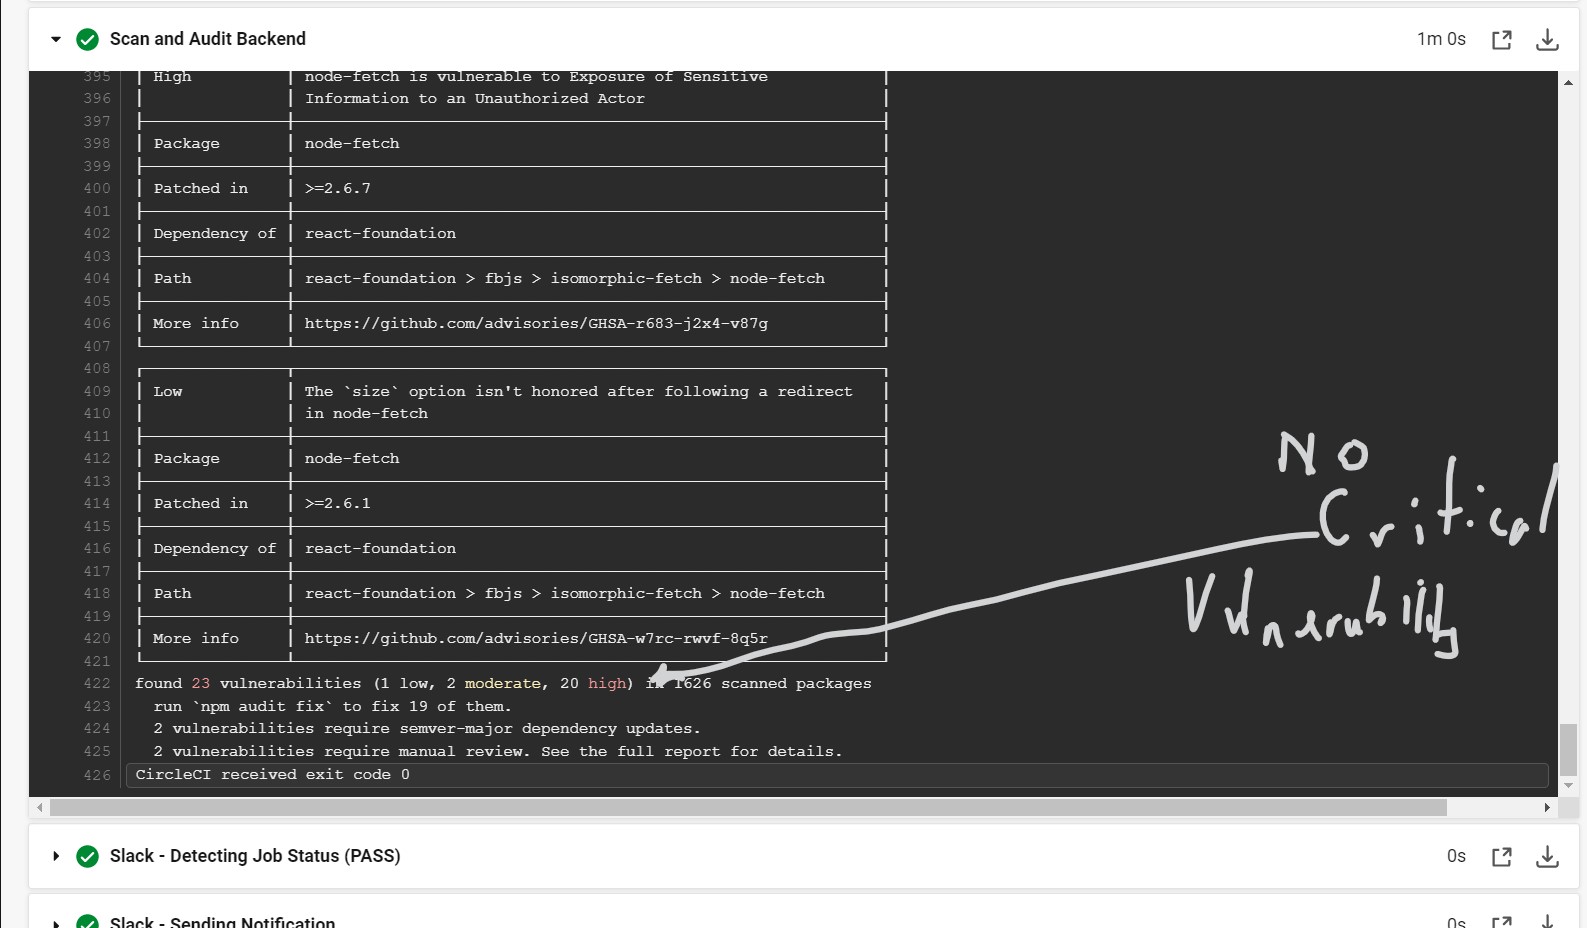 Scan and Audit Backend 1m 0s
395 High node-fetch is vulnerable to Exposure of Sensitive
396 Information to an Unauthorized Actor
397
398 Package node-fetch
399
400 Patched in >=2.6.7
401
402 Dependency of react-foundation
403
404 Path react-foundation > fbjs > isomorphic-fetch > node-fetch
405
406 More info https://github.com/advisories/GHSA-r683-j2x4-v87g
407
408
409 Low The `size` option isn't honored after following a redirect
410 in node-fetch
411
412 Package node-fetch
413
414 Patched in >=2.6.1
415
416 Dependency of react-foundation
417
418 Path react-foundation > fbjs > isomorphic-fetch > node-fetch
419
420 More info https://github.com/advisories/GHSA-w7rc-rwvf-8q5r
421
422 found 23 vulnerabilities (1 low, 2 moderate, 20 high) in 1626 scanned packages
423 run `npm audit fix` to fix 19 of them.
424 2 vulnerabilities require semver-major dependency updates.
425 2 vulnerabilities require manual review. See the full report for details.
426 CircleCI received exit code 0
No
Critical
Vulnerability
Slack - Detecting Job Status (PASS) 0s
Slack - Sending Notification 0s